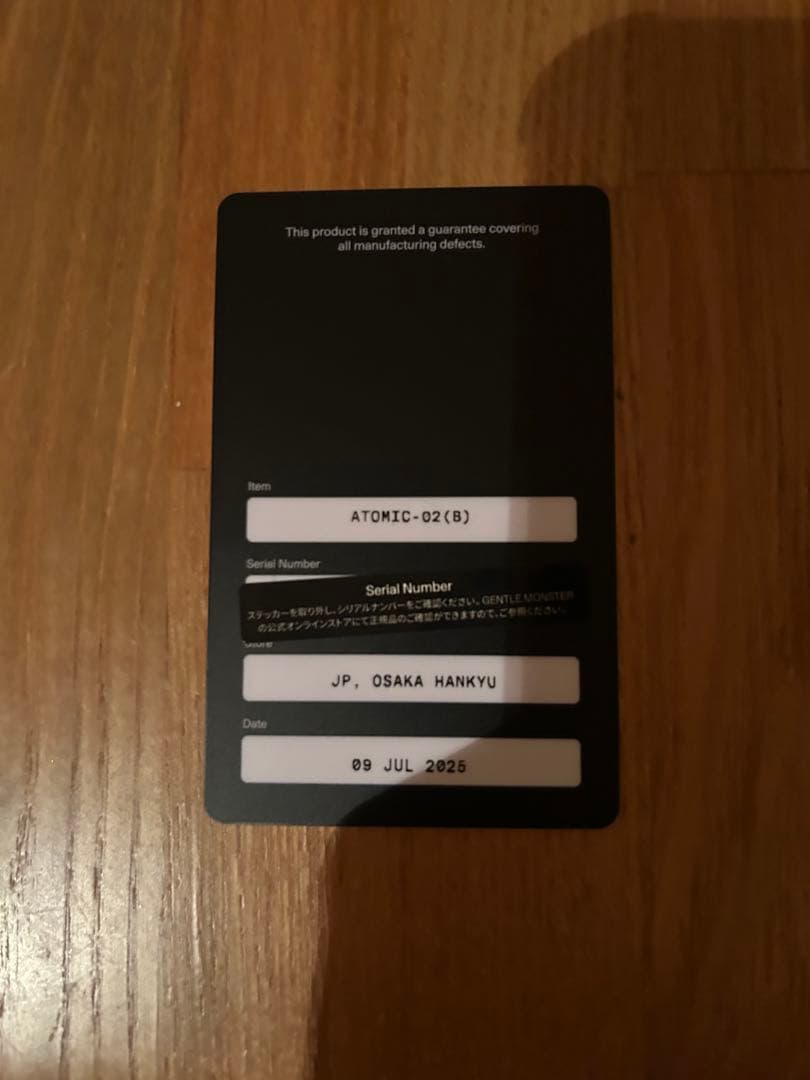 This product is granted a guarantee covering
all manufacturing defects.
Item
ATOMIC-02(B)
Serial Number
Serial Number
ステッカーを取り外し、シリアルナンバーをご確認ください。GENTLE MONSTER
の公式オンラインストアにて正規品のご確認ができますので、ご参照ください。
Store
JP, OSAKA HANKYU
Date
09 JUL 2025